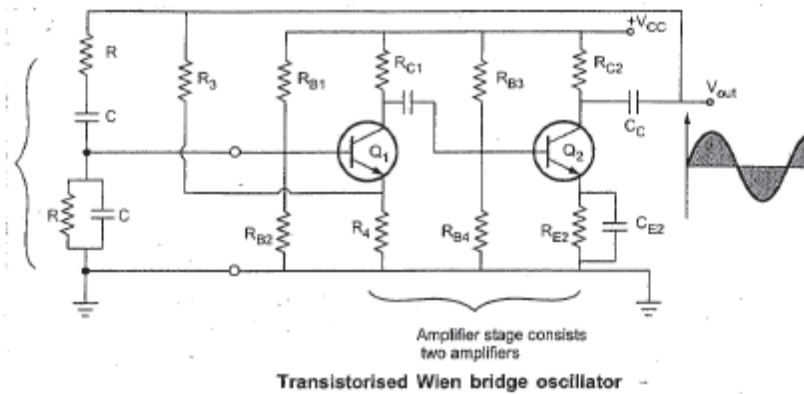 +VCC
R
R3
RB1
RC1
RB3
RC2
Vout
C
CC
Q1
Q2
R
C
RB2
R4
RB4
RE2
CE2
Amplifier stage consists
two amplifiers
Transistorised Wien bridge oscillator